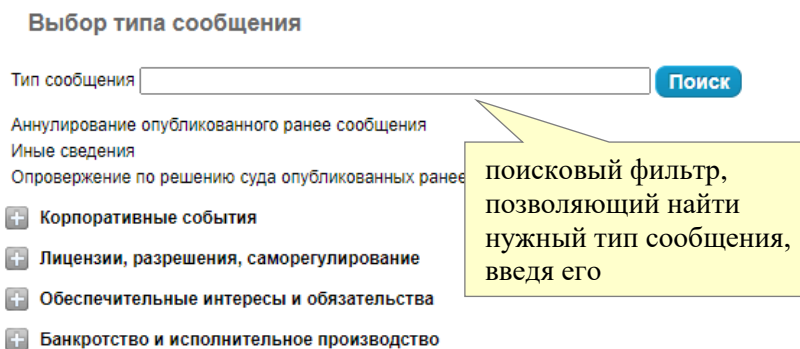 Выбор типа сообщения
Тип сообщения Поиск
Аннулирование опубликованного ранее сообщения
Иные сведения
Опровержение по решению суда опубликованных ранее
поисковый фильтр,
позволяющий найти
нужный тип сообщения,
введя его
Корпоративные события
Лицензии, разрешения, саморегулирование
Обеспечительные интересы и обязательства
Банкротство и исполнительное производство